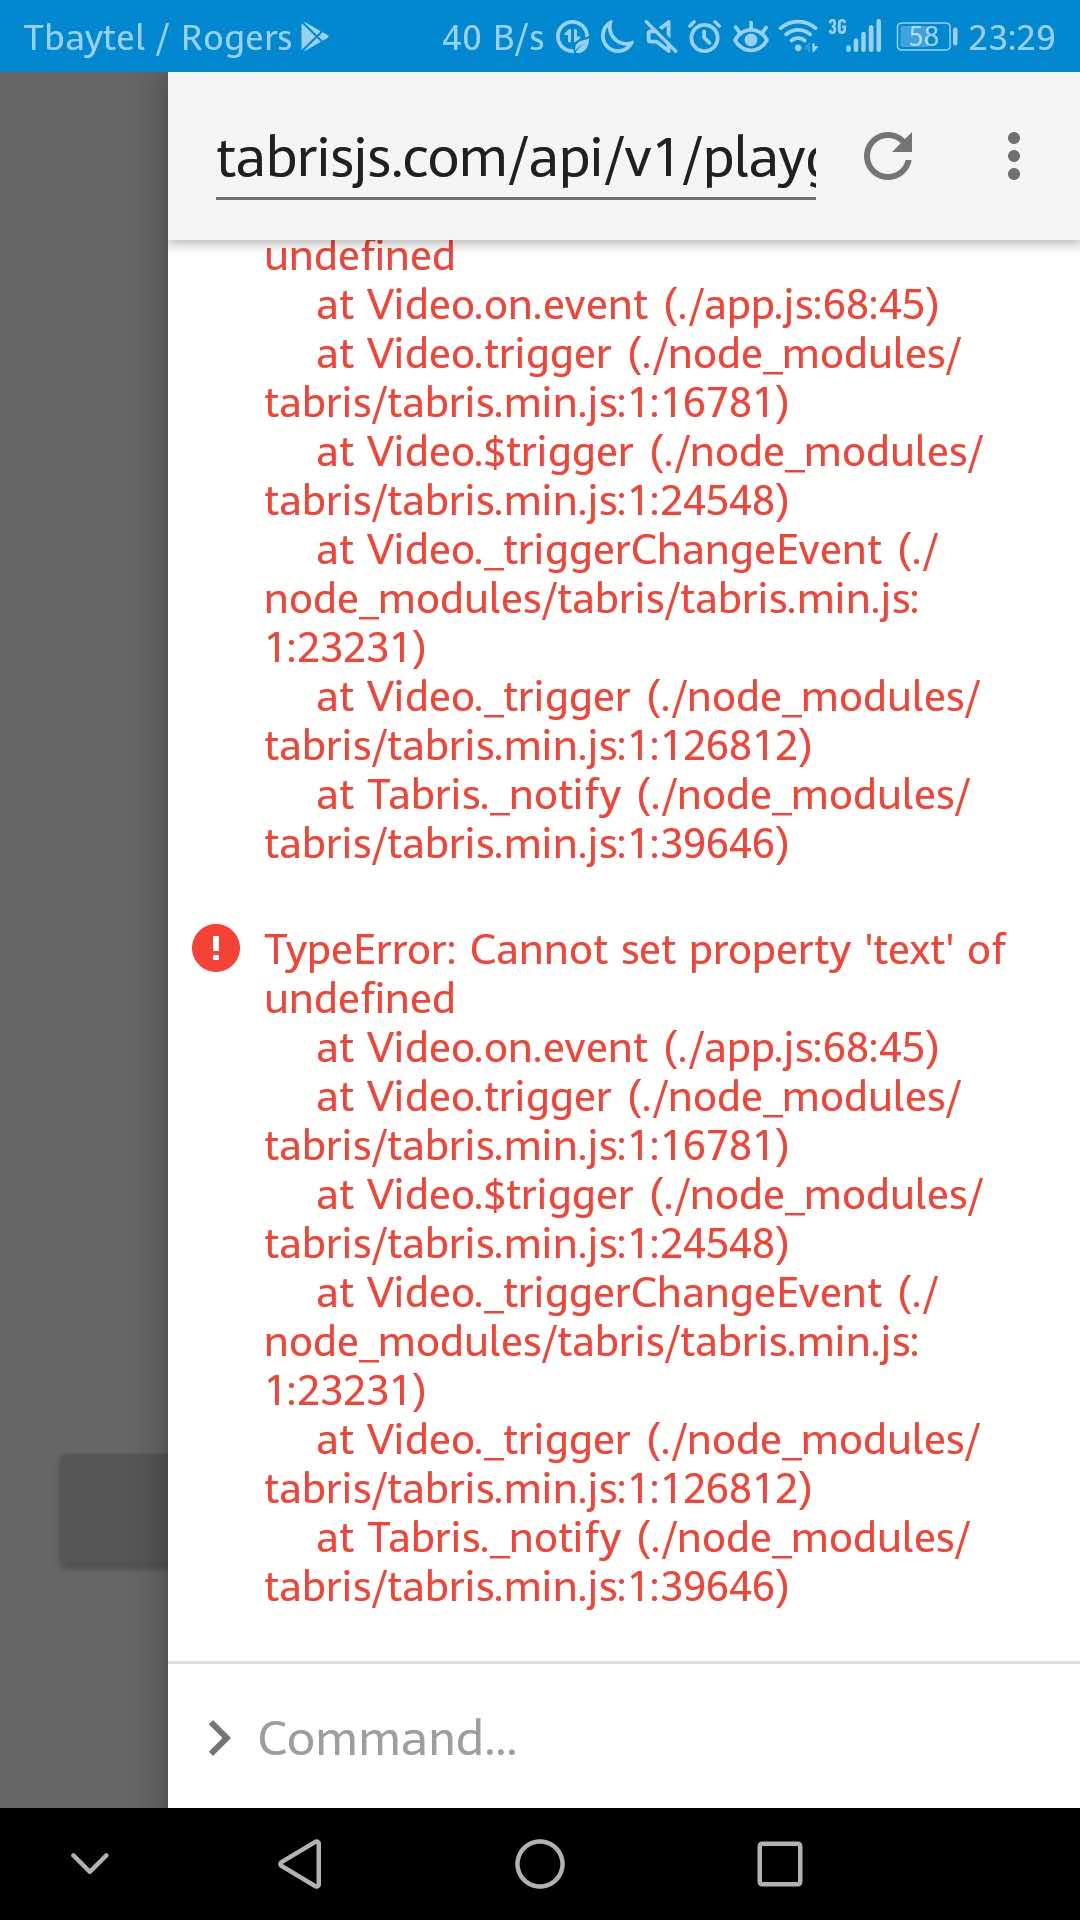 Tbaytel / Rogers 40 B/s 3G 58 23:29
tabrisjs.com/api/v1/play
undefined
at Video.on.event (./app.js:68:45)
at Video.trigger (./node_modules/
tabris/tabris.min.js:1:16781)
at Video.$trigger (./node_modules/
tabris/tabris.min.js:1:24548)
at Video._triggerChangeEvent (./
node_modules/tabris/tabris.min.js:
1:23231)
at Video._trigger (./node_modules/
tabris/tabris.min.js:1:126812)
at Tabris._notify (./node_modules/
tabris/tabris.min.js:1:39646)
TypeError: Cannot set property 'text' of
undefined
at Video.on.event (./app.js:68:45)
at Video.trigger (./node_modules/
tabris/tabris.min.js:1:16781)
at Video.$trigger (./node_modules/
tabris/tabris.min.js:1:24548)
at Video._triggerChangeEvent (./
node_modules/tabris/tabris.min.js:
1:23231)
at Video._trigger (./node_modules/
tabris/tabris.min.js:1:126812)
at Tabris._notify (./node_modules/
tabris/tabris.min.js:1:39646)
Command...